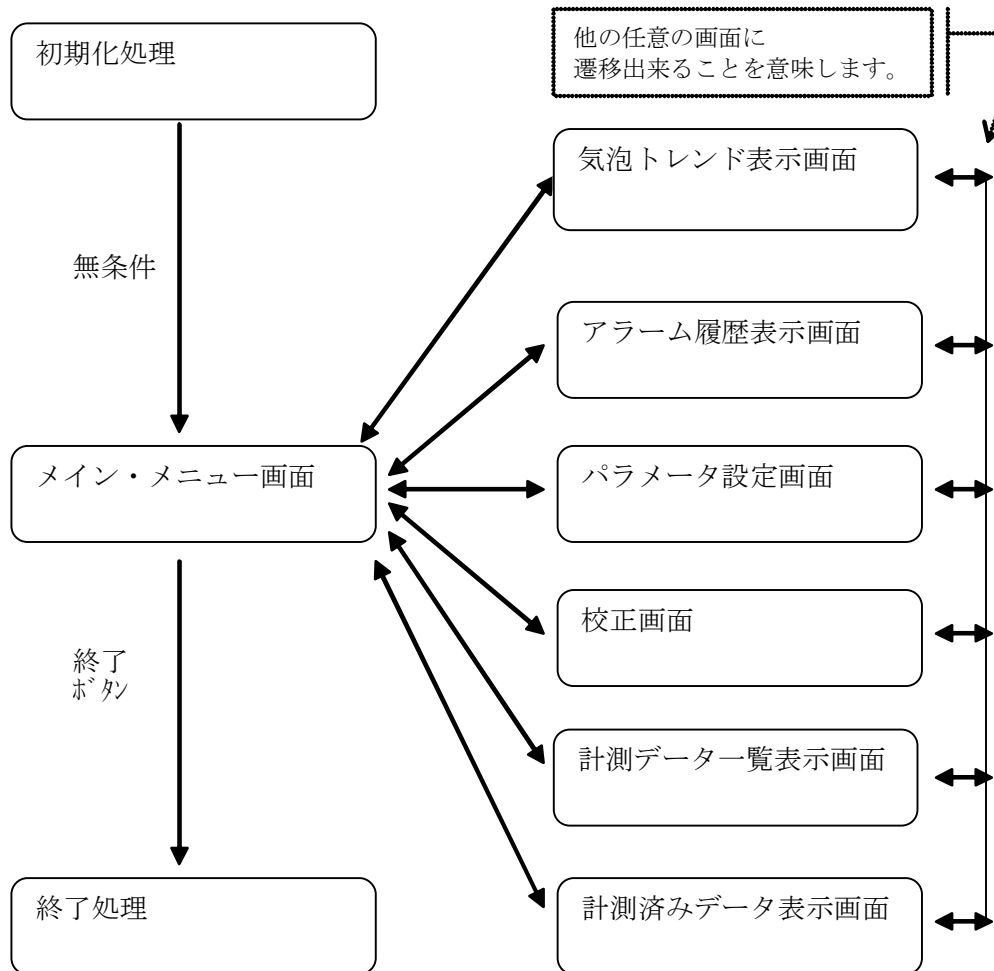 初期化処理
他の任意の画面に
遷移出来ることを意味します。
気泡トレンド表示画面
無条件
アラーム履歴表示画面
メイン・メニュー画面
パラメータ設定画面
校正画面
終了
ﾎﾞﾀﾝ
計測データ一覧表示画面
終了処理
計測済みデータ表示画面